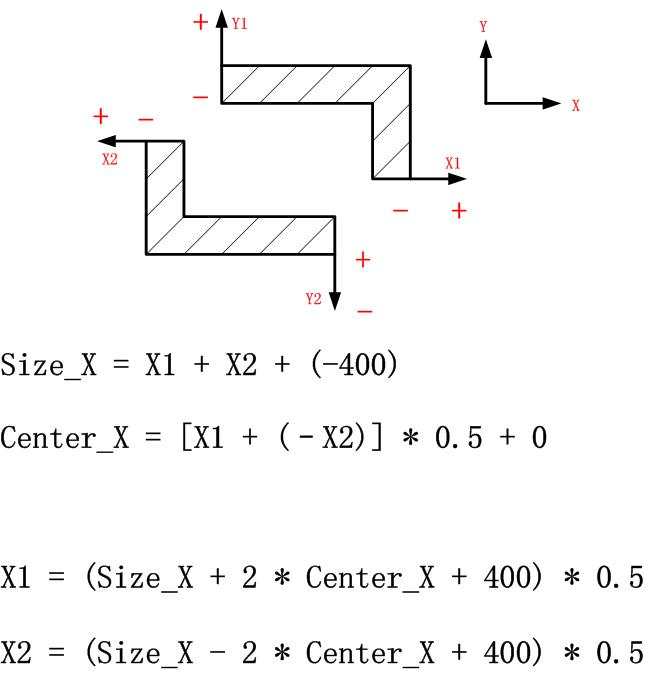 + Y1
Y
-
X
+ -
X2
X1
- +
+
Y2
-
Size_X = X1 + X2 + (-400)
Center_X = [X1 + (-X2)] * 0.5 + 0
X1 = (Size_X + 2 * Center_X + 400) * 0.5
X2 = (Size_X - 2 * Center_X + 400) * 0.5